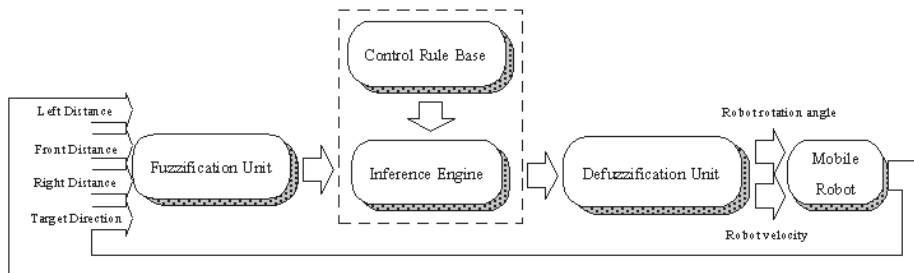 Control Rule Base
Left Distance
Front Distance
Right Distance
Target Direction
Fuzzification Unit
Inference Engine
Defuzzification Unit
Robot rotation angle
Mobile
Robot
Robot velocity